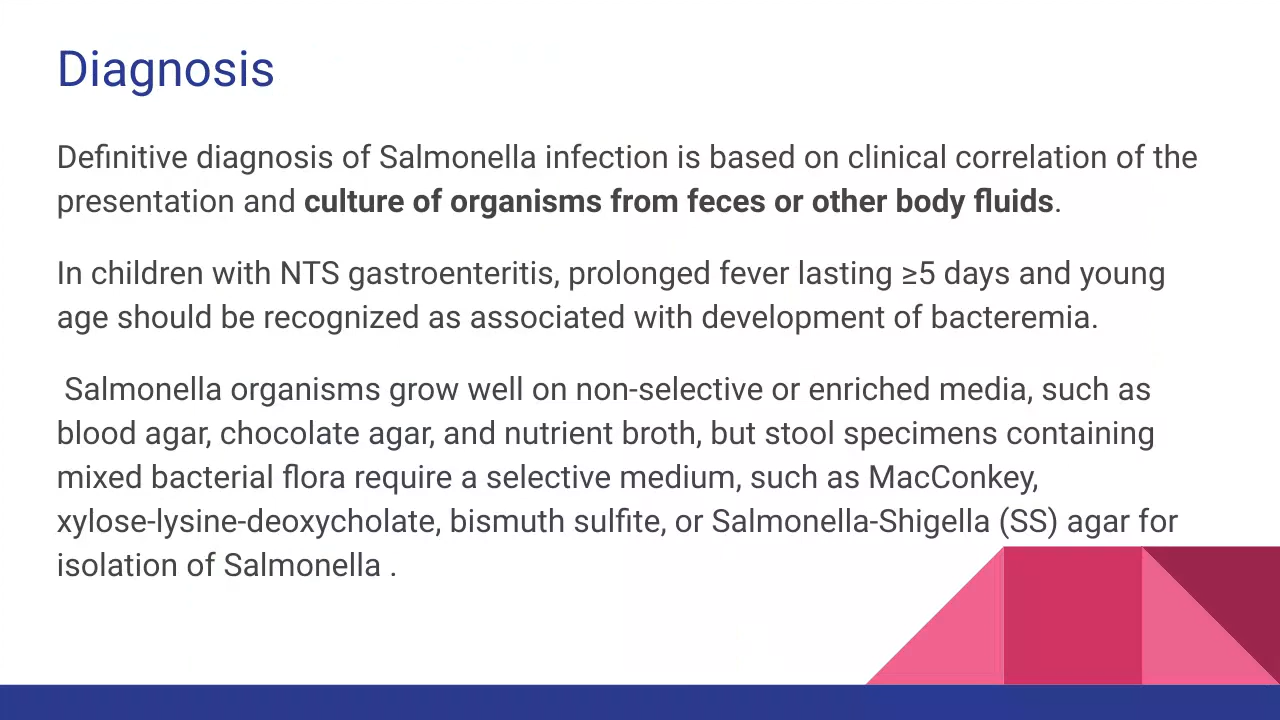 Diagnosis
Definitive diagnosis of Salmonella infection is based on clinical correlation of the
presentation and culture of organisms from feces or other body fluids.
In children with NTS gastroenteritis, prolonged fever lasting ≥5 days and young
age should be recognized as associated with development of bacteremia.
Salmonella organisms grow well on non-selective or enriched media, such as
blood agar, chocolate agar, and nutrient broth, but stool specimens containing
mixed bacterial flora require a selective medium, such as MacConkey,
xylose-lysine-deoxycholate, bismuth sulfite, or Salmonella-Shigella (SS) agar for
isolation of Salmonella .